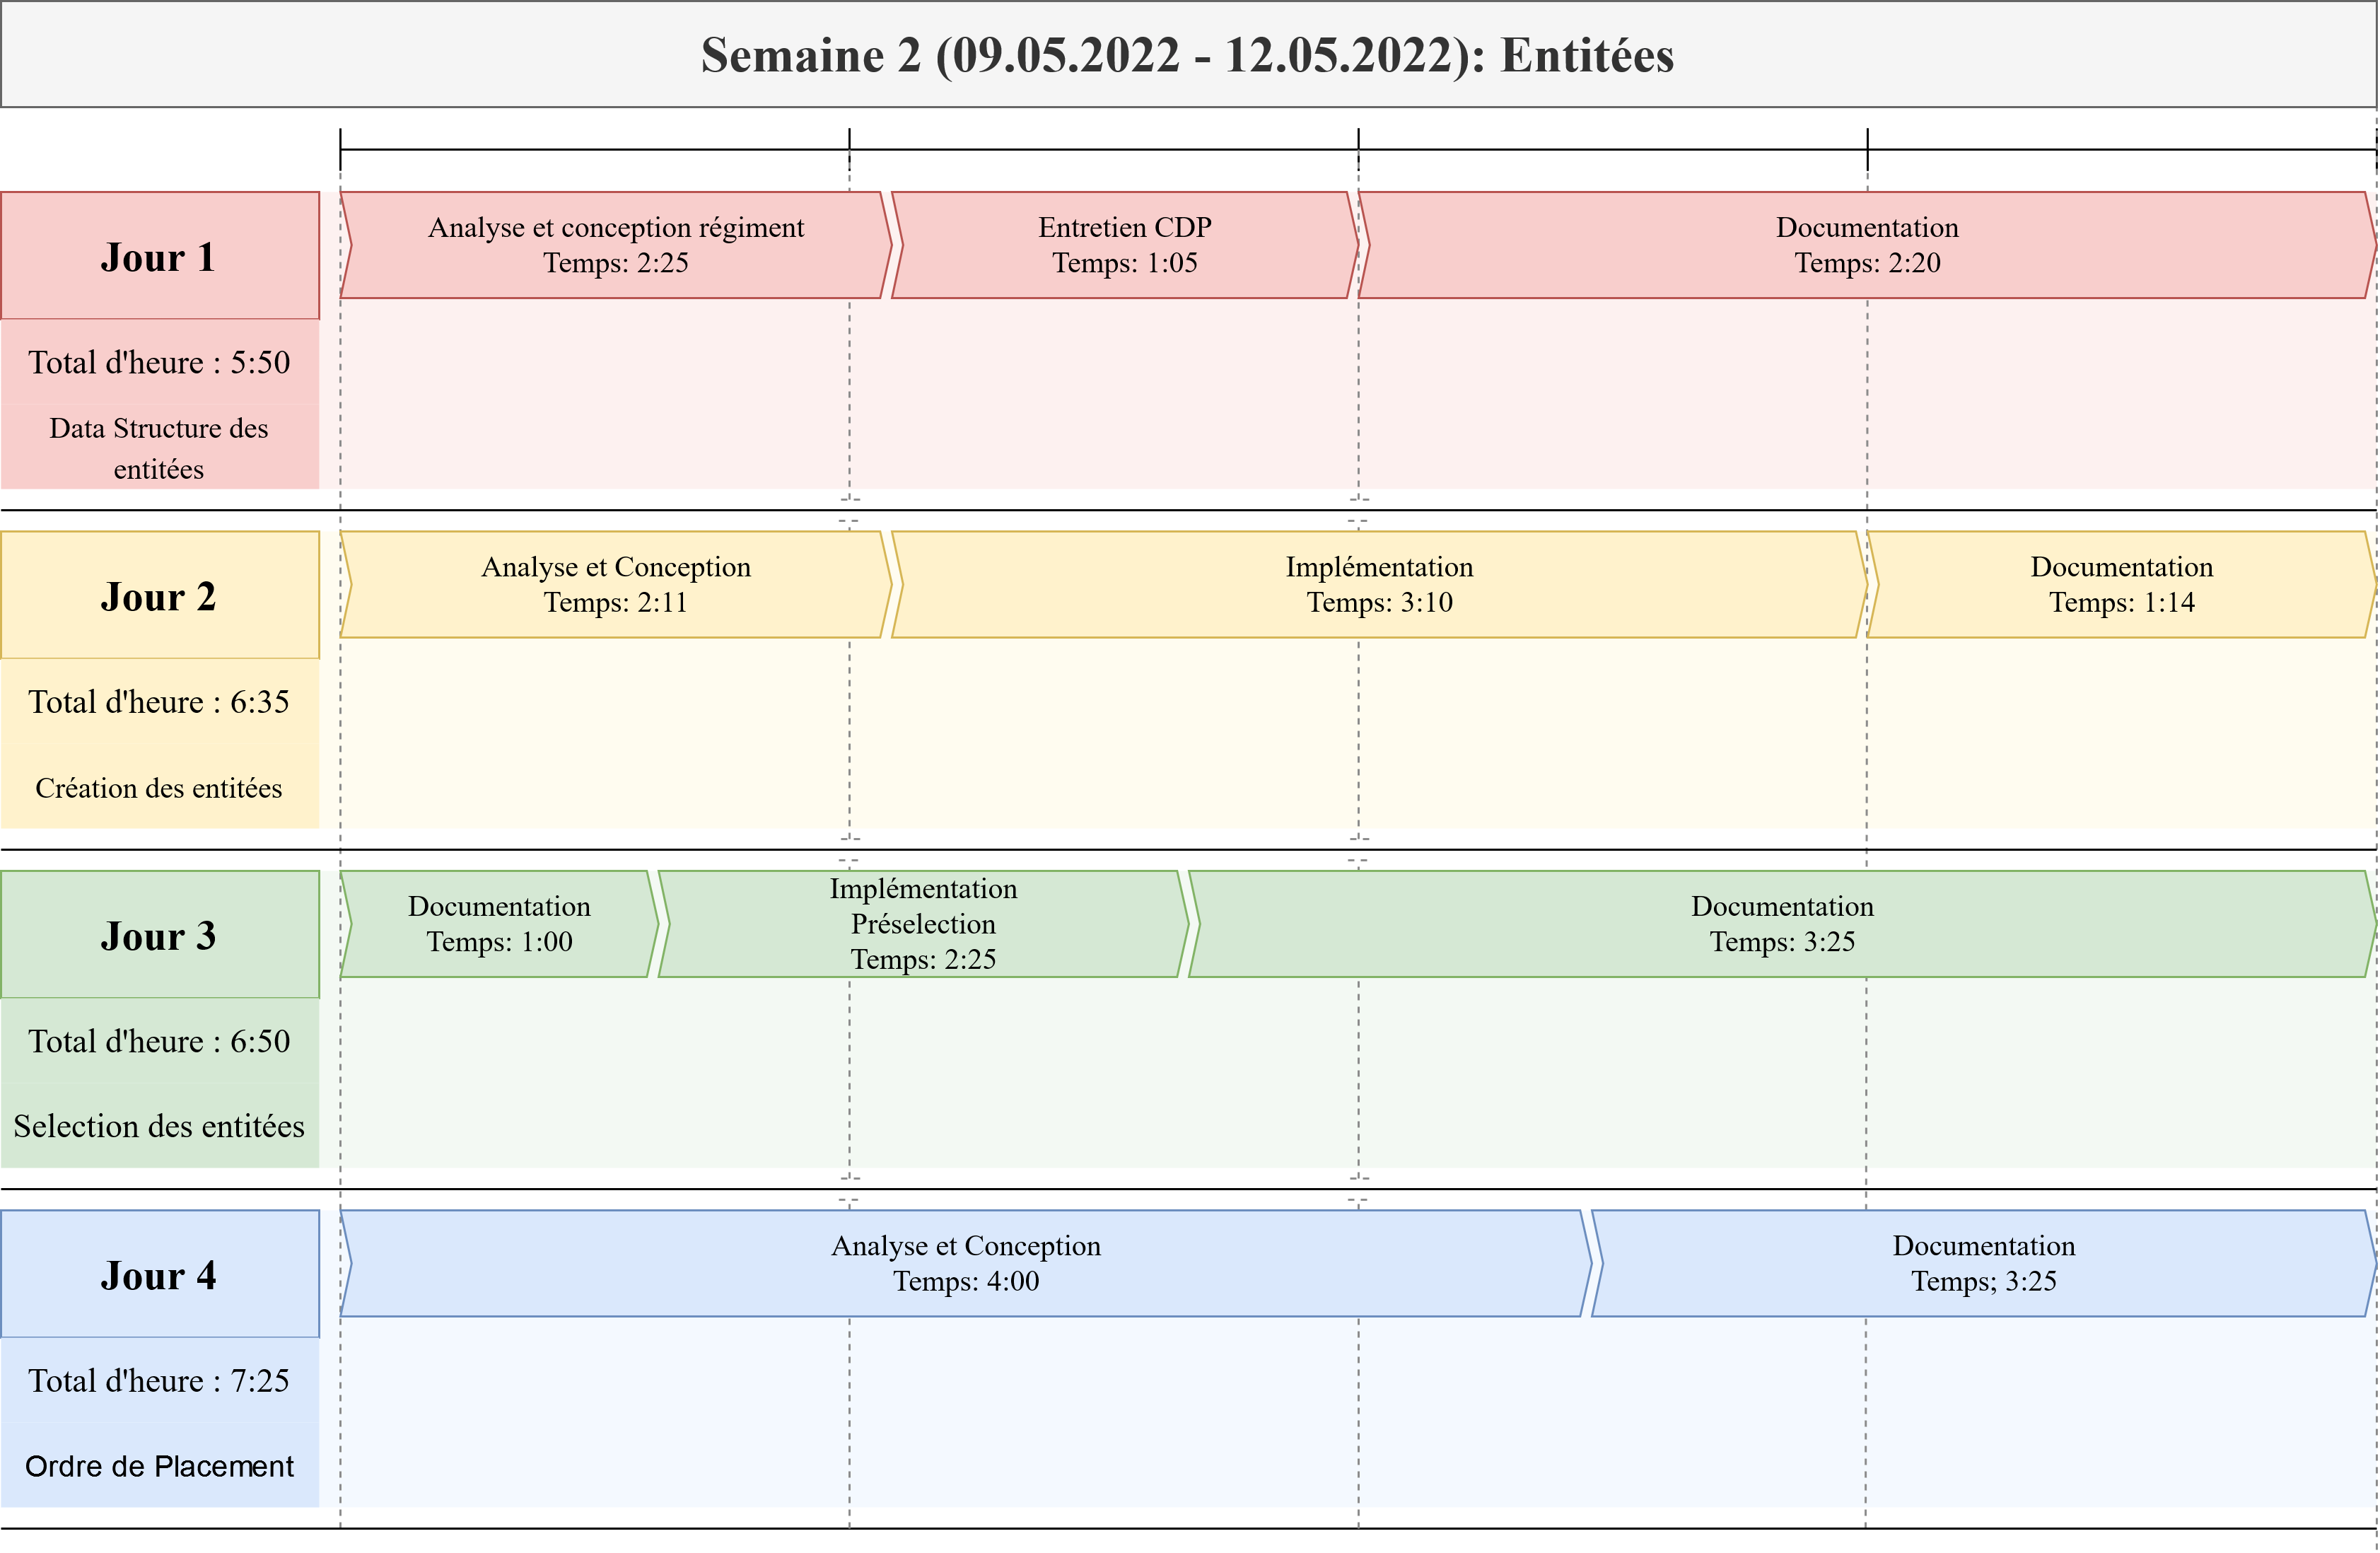 Semaine 2 (09.05.2022 - 12.05.2022): Entitées
Jour 1
Analyse et conception régiment
Temps: 2:25
Entretien CDP
Temps: 1:05
Documentation
Temps: 2:20
Total d'heure : 5:50
Data Structure des
entitées
Jour 2
Analyse et Conception
Temps: 2:11
Implémentation
Temps: 3:10
Documentation
Temps: 1:14
Total d'heure : 6:35
Création des entitées
Jour 3
Documentation
Temps: 1:00
Implémentation
Préselection
Temps: 2:25
Documentation
Temps: 3:25
Total d'heure : 6:50
Selection des entitées
Jour 4
Analyse et Conception
Temps: 4:00
Documentation
Temps; 3:25
Total d'heure : 7:25
Ordre de Placement